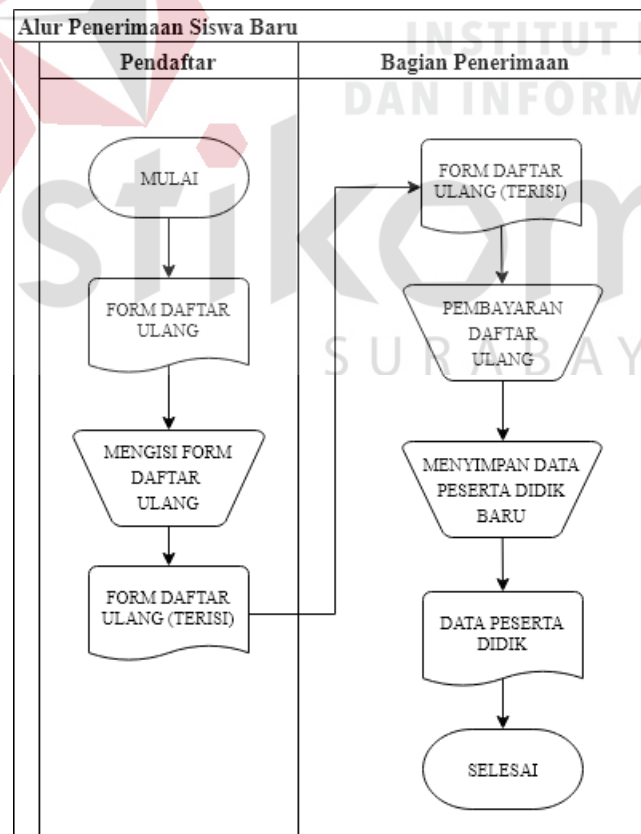 Alur Penerimaan Siswa Baru
Pendaftar
Bagian Penerimaan
MULAI
FORM DAFTAR
ULANG
MENGISI FORM
DAFTAR
ULANG
FORM DAFTAR
ULANG (TERISI)
FORM DAFTAR
ULANG (TERISI)
PEMBAYARAN
DAFTAR
ULANG
MENYIMPAN DATA
PESERTA DIDIK
BARU
DATA PESERTA
DIDIK
SELESAI
INSTITUT
DAN INFORM
stikom
SURABAY